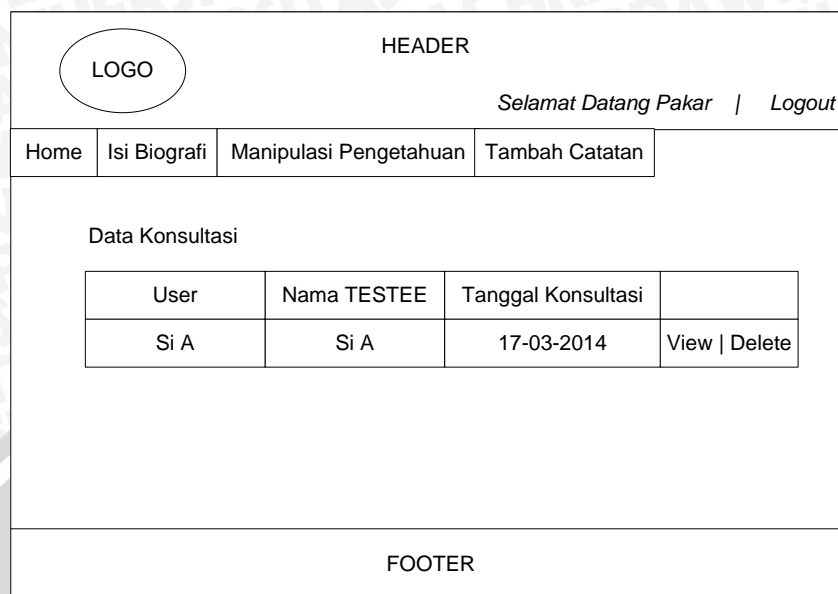 HEADER
LOGO
Selamat Datang Pakar | Logout
Home Isi Biografi Manipulasi Pengetahuan Tambah Catatan
Data Konsultasi
User Nama TESTEE Tanggal Konsultasi
Si A Si A 17-03-2014 View | Delete
FOOTER